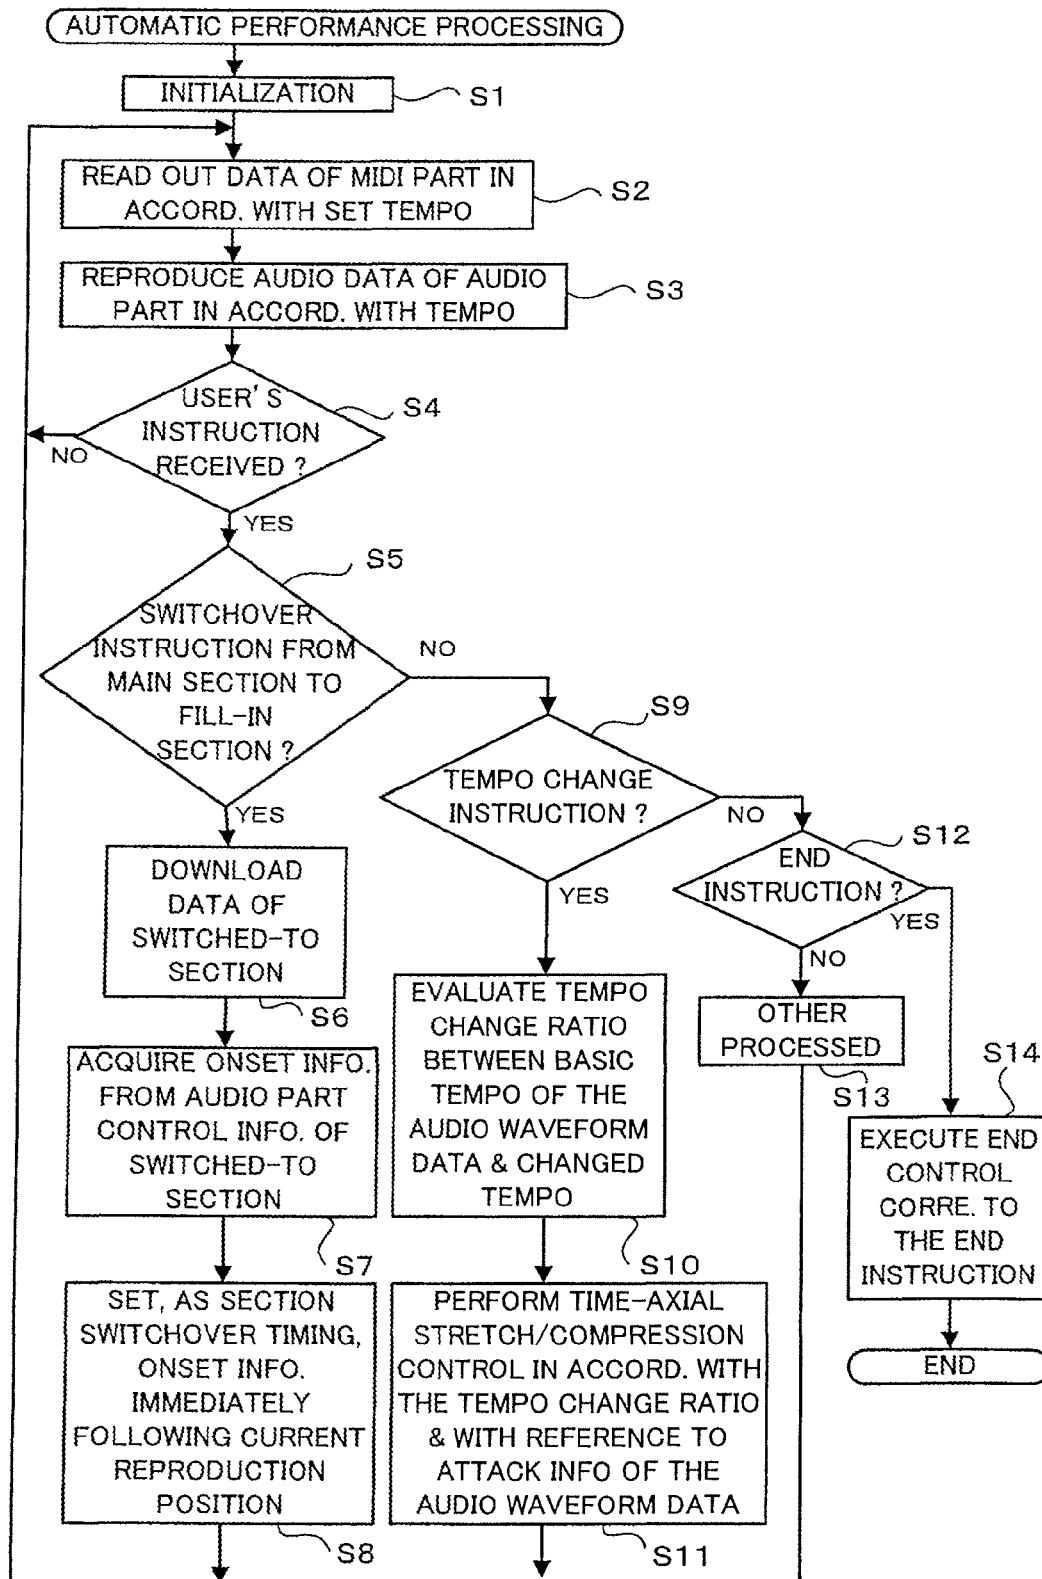 AUTOMATIC PERFORMANCE PROCESSING
INITIALIZATION
S1
READ OUT DATA OF MIDI PART IN
ACCORD. WITH SET TEMPO
S2
REPRODUCE AUDIO DATA OF AUDIO
PART IN ACCORD. WITH TEMPO
S3
USER'S
INSTRUCTION
RECEIVED ?
S4
NO
YES
S5
SWITCHOVER
INSTRUCTION FROM
MAIN SECTION TO
FILL-IN
SECTION ?
NO
YES
S9
TEMPO CHANGE
INSTRUCTION ?
NO
YES
S12
END
INSTRUCTION ?
YES
NO
DOWNLOAD
DATA OF
SWITCHED-TO
SECTION
S6
ACQUIRE ONSET INFO.
FROM AUDIO PART
CONTROL INFO. OF
SWITCHED-TO
SECTION
S7
SET, AS SECTION
SWITCHOVER TIMING,
ONSET INFO.
IMMEDIATELY
FOLLOWING CURRENT
REPRODUCTION
POSITION
S8
EVALUATE TEMPO
CHANGE RATIO
BETWEEN BASIC
TEMPO OF THE
AUDIO WAVEFORM
DATA & CHANGED
TEMPO
S10
PERFORM TIME-AXIAL
STRETCH/COMPRESSION
CONTROL IN ACCORD. WITH
THE TEMPO CHANGE RATIO
& WITH REFERENCE TO
ATTACK INFO OF THE
AUDIO WAVEFORM DATA
S11
OTHER
PROCESSED
S13
S14
EXECUTE END
CONTROL
CORRE. TO
THE END
INSTRUCTION
END